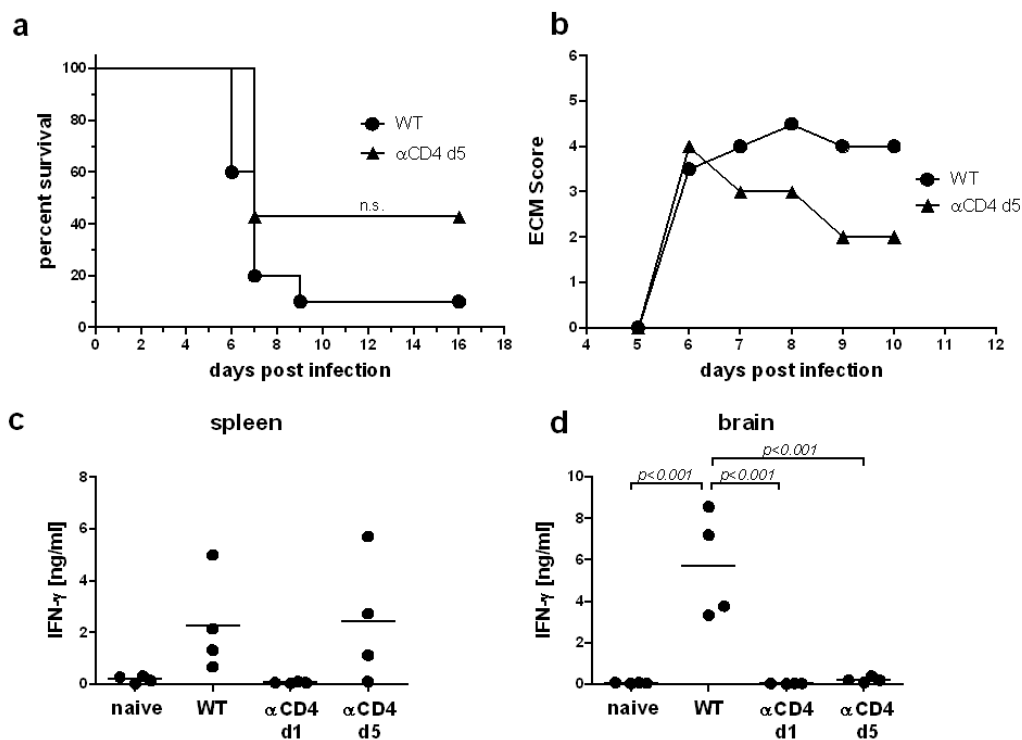 a
100
80
60
40
20
0
percent survival
0 2 4 6 8 10 12 14 16 18
days post infection
WT
αCD4 d5
n.s.
b
6
5
4
3
2
1
0
ECM Score
4 5 6 7 8 9 10 11 12
days post infection
WT
αCD4 d5
c
spleen
8
6
4
2
0
IFN-γ [ng/ml]
naive WT αCD4 αCD4
d1 d5
d
brain
p<0.001
p<0.001 p<0.001
10
8
6
4
2
0
IFN-γ [ng/ml]
naive WT αCD4 αCD4
d1 d5